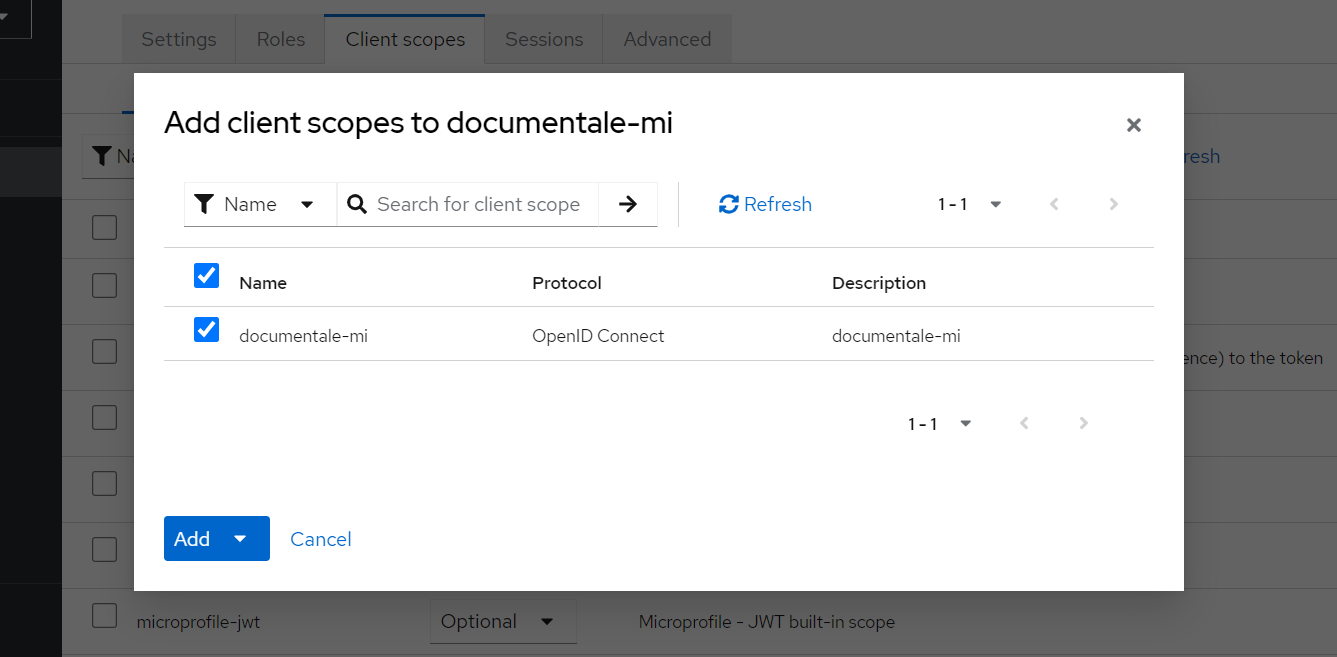 Settings
Roles
Client scopes
Sessions
Advanced
Add client scopes to documentale-mi
Name
Search for client scope
Refresh
1 - 1
resh
Name
Protocol
Description
documentale-mi
OpenID Connect
documentale-mi
ence) to the token
1 - 1
Add
Cancel
microprofile-jwt
Optional
Microprofile - JWT built-in scope